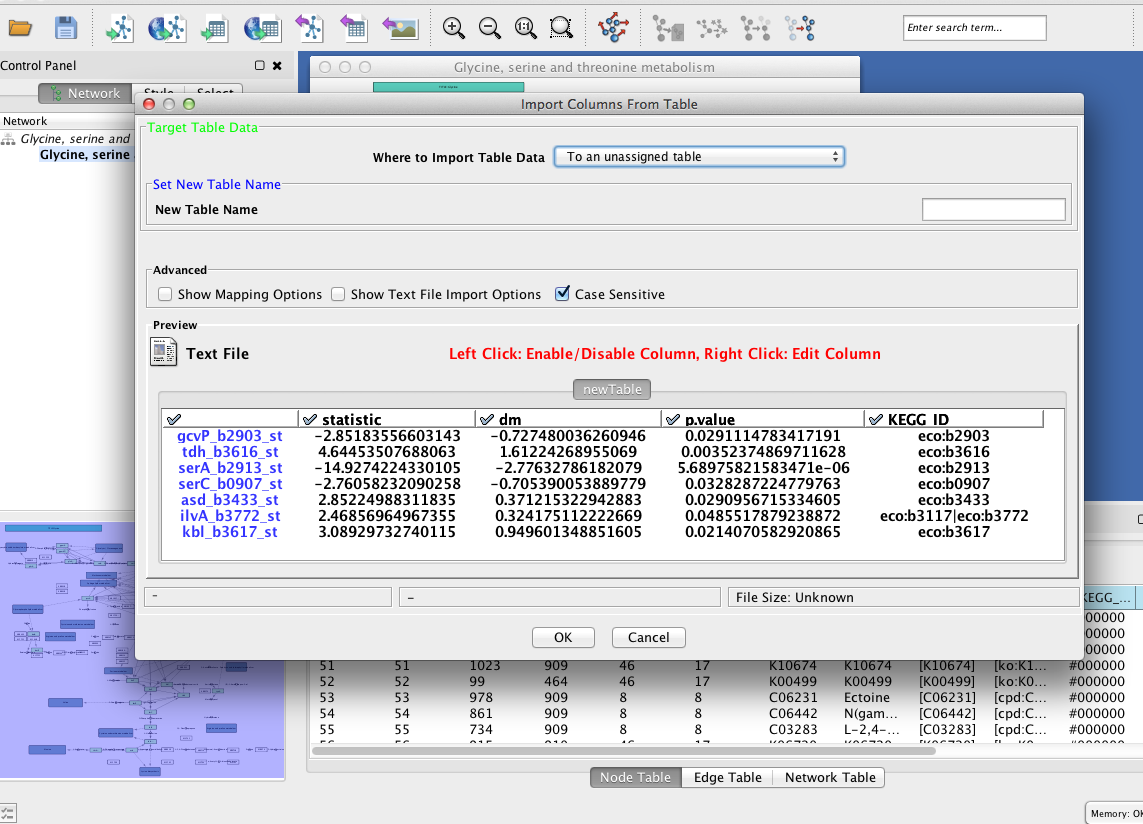 Enter search term...
Control Panel
Glycine, serine and threonine metabolism
Network Style Select
Import Columns From Table
Network
Glycine, serine and
Glycine, serine
Target Table Data
Where to Import Table Data To an unassigned table
Set New Table Name
New Table Name
Advanced
Show Mapping Options Show Text File Import Options Case Sensitive
Preview
Text File Left Click: Enable/Disable Column, Right Click: Edit Column
newTable
statistic dm p.value KEGG_ID
gcvP_b2903_st -2.85183556603143 -0.727480036260946 0.0291114783417191 eco:b2903
tdh_b3616_st 4.64453507688063 1.61224268955069 0.00352374869711628 eco:b3616
serA_b2913_st -14.9274224330105 -2.77632786182079 5.68975821583471e-06 eco:b2913
serC_b0907_st -2.76058232090258 -0.705390053889779 0.0328287224779763 eco:b0907
asd_b3433_st 2.85224988311835 0.371215322942883 0.0290956715334605 eco:b3433
ilvA_b3772_st 2.46856964967355 0.324175112222669 0.0485517879238872 eco:b3117|eco:b3772
kbl_b3617_st 3.08929732740115 0.949601348851605 0.0214070582920865 eco:b3617
- - File Size: Unknown
KEGG_...
000000
000000
000000
OK Cancel
51 51 1023 909 46 17 K10674 K10674 [K10674] [ko:K1... #000000
52 52 99 464 46 17 K00499 K00499 [K00499] [ko:K0... #000000
53 53 978 909 8 8 C06231 Ectoine [C06231] [cpd:C... #000000
54 54 861 909 8 8 C06442 N(gam... [C06442] [cpd:C... #000000
55 55 734 909 8 8 C03283 L-2,4-... [C03283] [cpd:C... #000000
Node Table Edge Table Network Table
Memory: OK